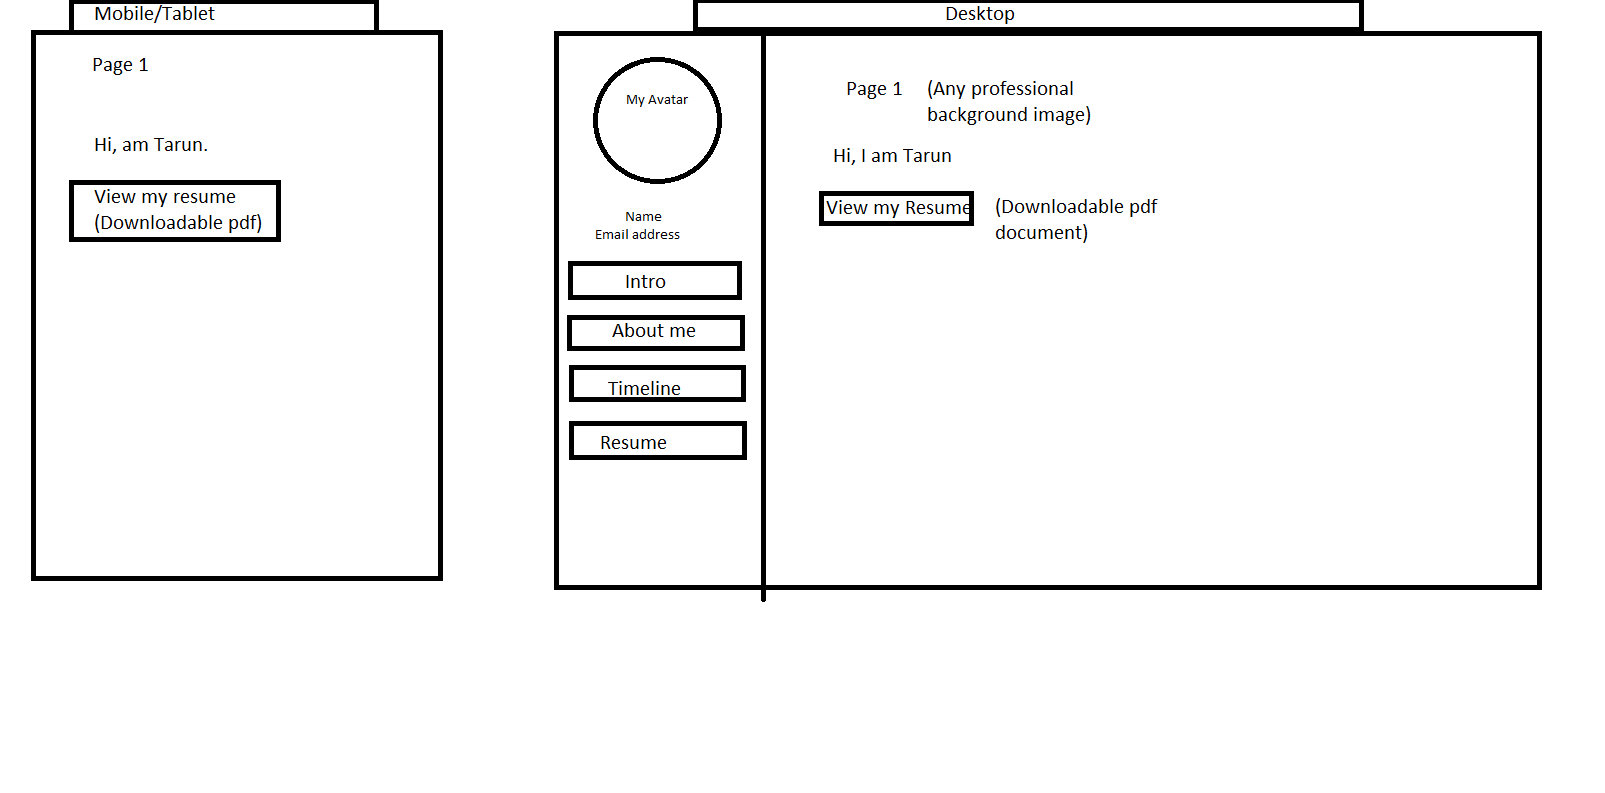 Mobile/Tablet
Page 1
Hi, am Tarun.
View my resume
(Downloadable pdf)
Desktop
My Avatar
Name
Email address
Intro
About me
Timeline
Resume
Page 1 (Any professional
background image)
Hi, I am Tarun
View my Resume (Downloadable pdf
document)